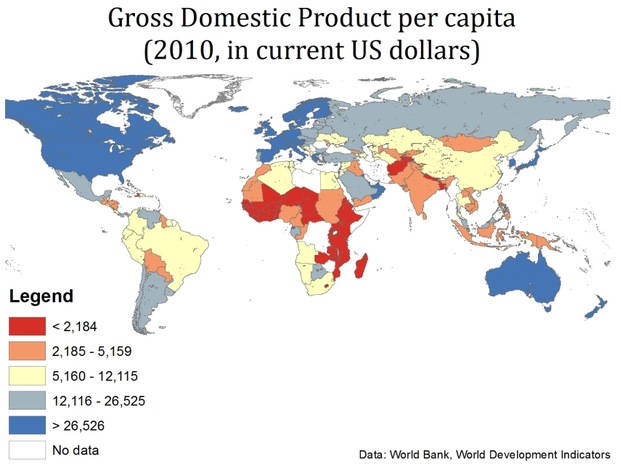 Gross Domestic Product per capita
(2010, in current US dollars)
Legend
< 2,184
2,185 - 5,159
5,160 - 12,115
12,116 - 26,525
> 26,526
No data
Data: World Bank, World Development Indicators